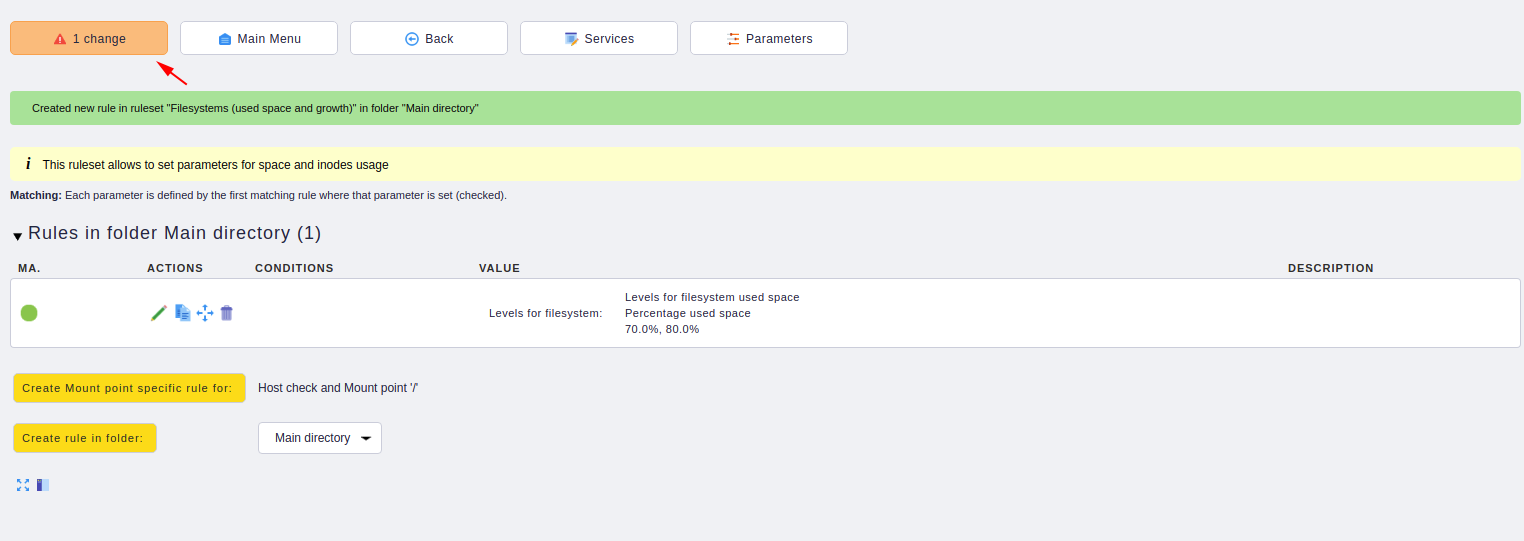 1 change
Main Menu
Back
Services
Parameters
Created new rule in ruleset "Filesystems (used space and growth)" in folder "Main directory"
i This ruleset allows to set parameters for space and inodes usage
Matching: Each parameter is defined by the first matching rule where that parameter is set (checked).
Rules in folder Main directory (1)
MA. ACTIONS CONDITIONS VALUE DESCRIPTION
Levels for filesystem used space
Levels for filesystem: Percentage used space
70.0%, 80.0%
Create Mount point specific rule for: Host check and Mount point '/'
Create rule in folder: Main directory